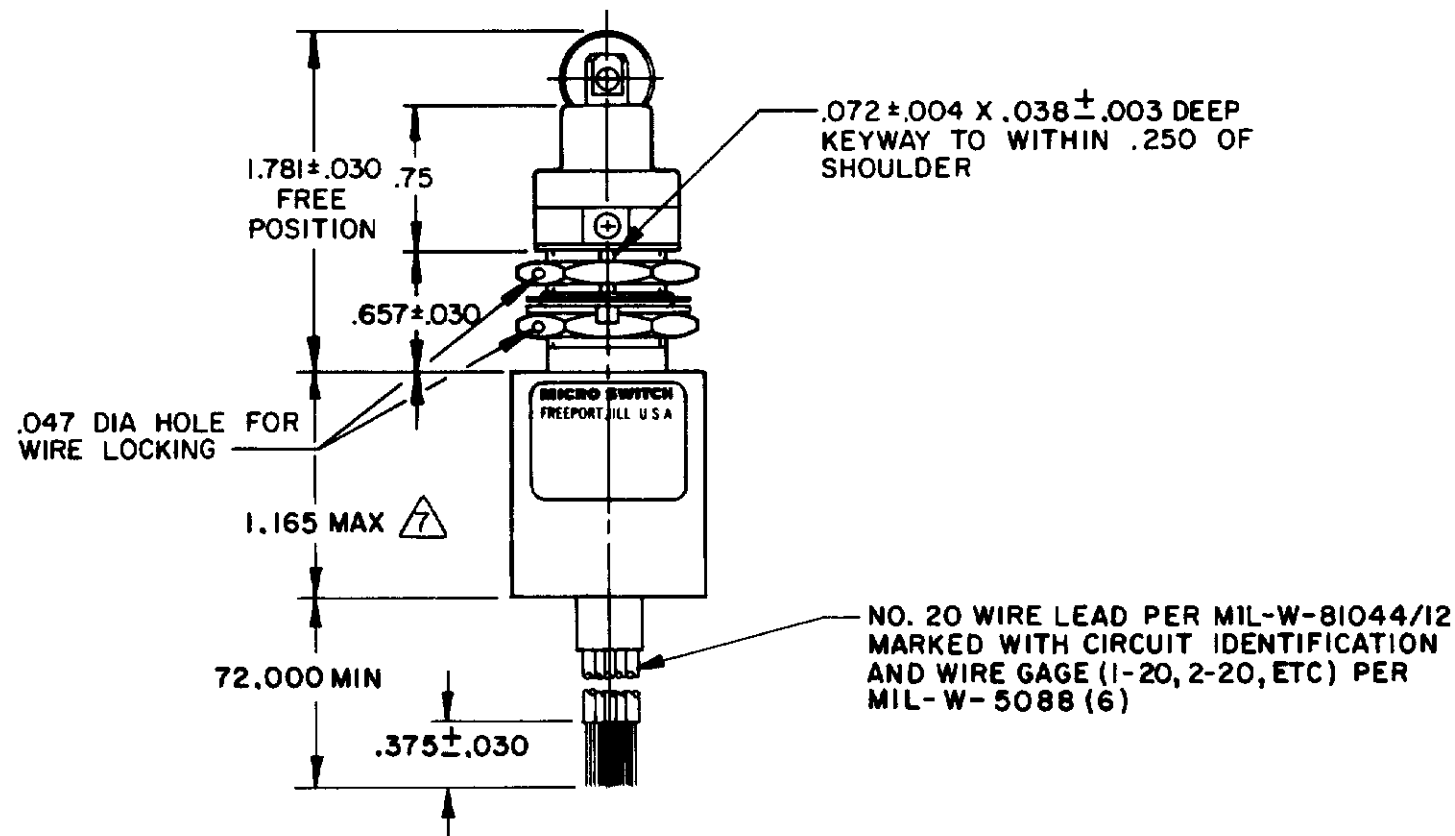 .072±.004 X .038±.003 DEEP
KEYWAY TO WITHIN .250 OF
SHOULDER
1.781±.030
FREE
POSITION
.75
.657±.030
.047 DIA HOLE FOR
WIRE LOCKING
MICRO SWITCH
FREEPORT, ILL U S A
1.165 MAX 7
NO. 20 WIRE LEAD PER MIL-W-81044/12
MARKED WITH CIRCUIT IDENTIFICATION
AND WIRE GAGE (1-20, 2-20, ETC) PER
MIL-W-5088 (6)
72.000 MIN
.375±.030